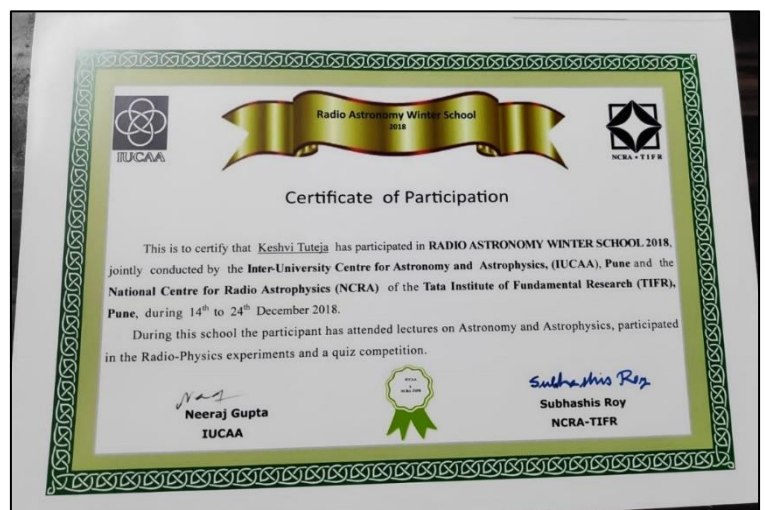 Radio Astronomy Winter School
2018
IUCAA
NCRA • TIFR
Certificate of Participation
This is to certify that Keshvi Tuteja has participated in RADIO ASTRONOMY WINTER SCHOOL 2018,
jointly conducted by the Inter-University Centre for Astronomy and Astrophysics, (IUCAA), Pune and the
National Centre for Radio Astrophysics (NCRA) of the Tata Institute of Fundamental Research (TIFR),
Pune, during 14th to 24th December 2018.
During this school the participant has attended lectures on Astronomy and Astrophysics, participated
in the Radio-Physics experiments and a quiz competition.
IUCAA
&
NCRA-TIFR
Subhashis Roy
Neeraj Gupta
IUCAA
Subhashis Roy
NCRA-TIFR